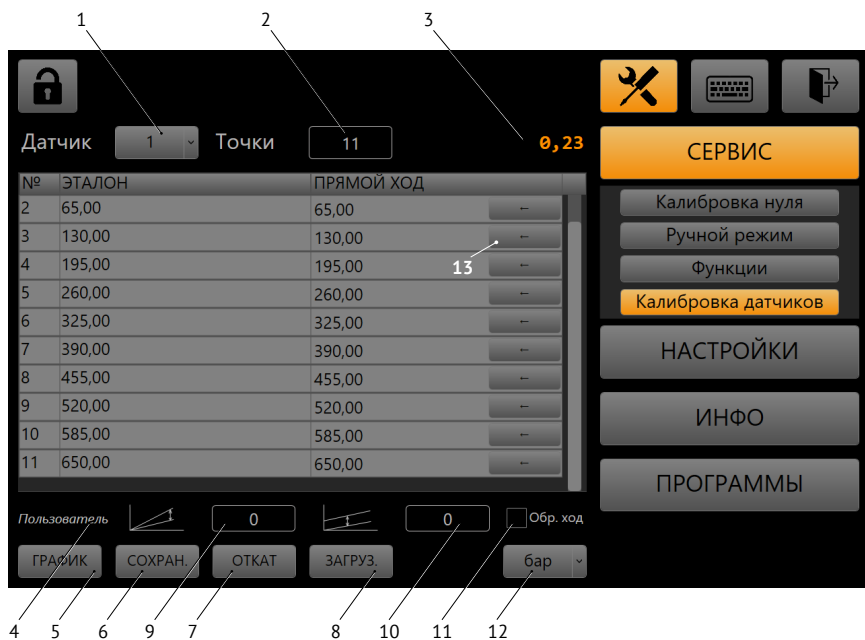 1 2 3
Датчик 1 Точки 11 0,23
№ ЭТАЛОН ПРЯМОЙ ХОД
2 65,00 65,00 ←
3 130,00 130,00 ←
13
4 195,00 195,00 ←
5 260,00 260,00 ←
6 325,00 325,00 ←
7 390,00 390,00 ←
8 455,00 455,00 ←
9 520,00 520,00 ←
10 585,00 585,00 ←
11 650,00 650,00 ←
Пользователь 0 0 Обр. ход
ГРАФИК СОХРАН. ОТКАТ ЗАГРУЗ. бар
СЕРВИС
Калибровка нуля
Ручной режим
Функции
Калибровка датчиков
НАСТРОЙКИ
ИНФО
ПРОГРАММЫ
4 5 6 9 7 8 10 11 12